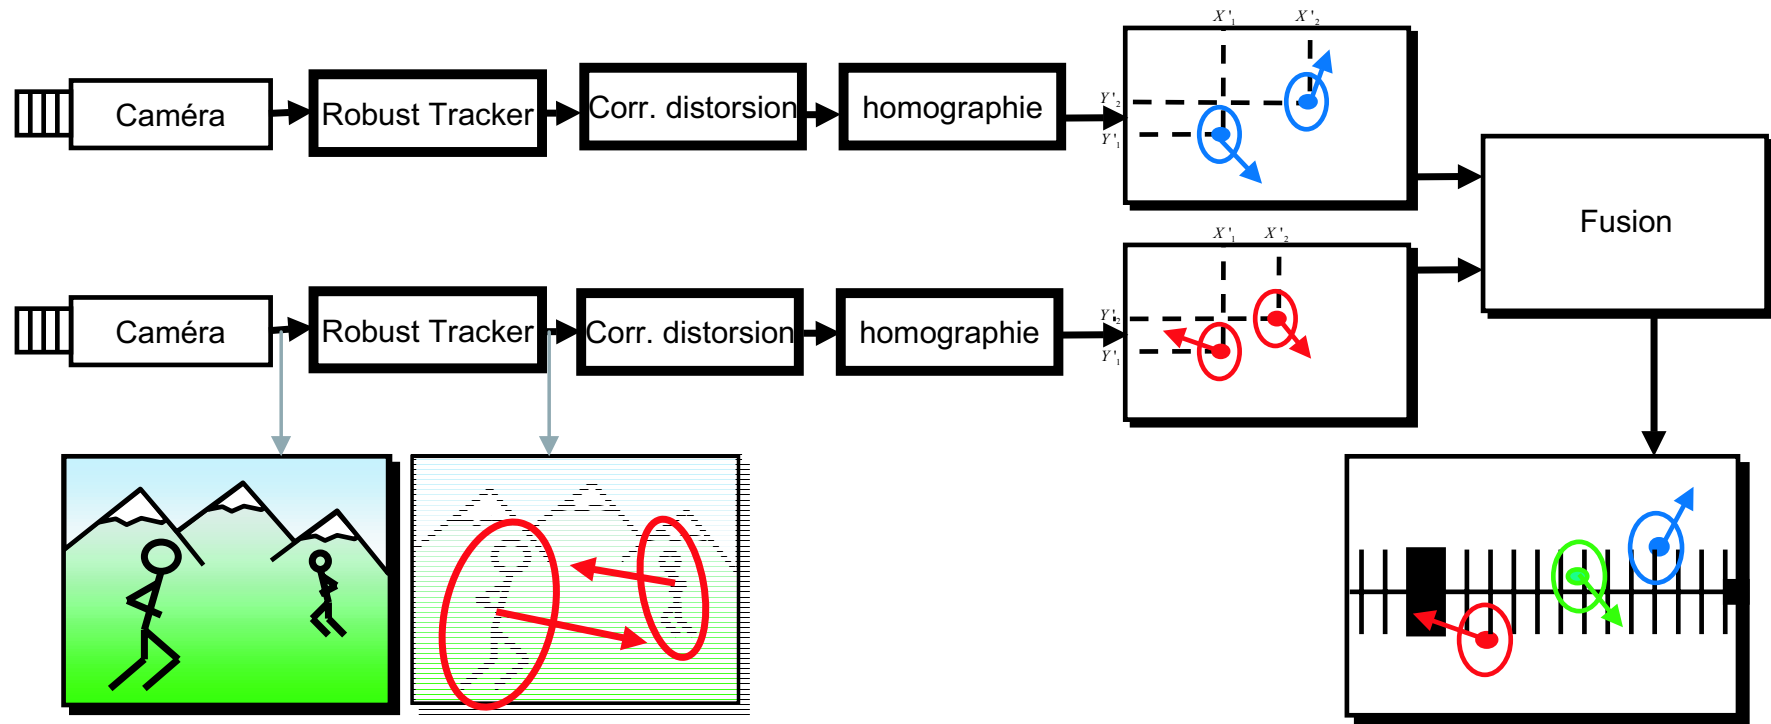 X'₁ X'₂
Caméra
Robust Tracker
Corr. distorsion
homographie
Y'₂
Y'₁
Fusion
X'₁ X'₂
Caméra
Robust Tracker
Corr. distorsion
homographie
Y'₂
Y'₁